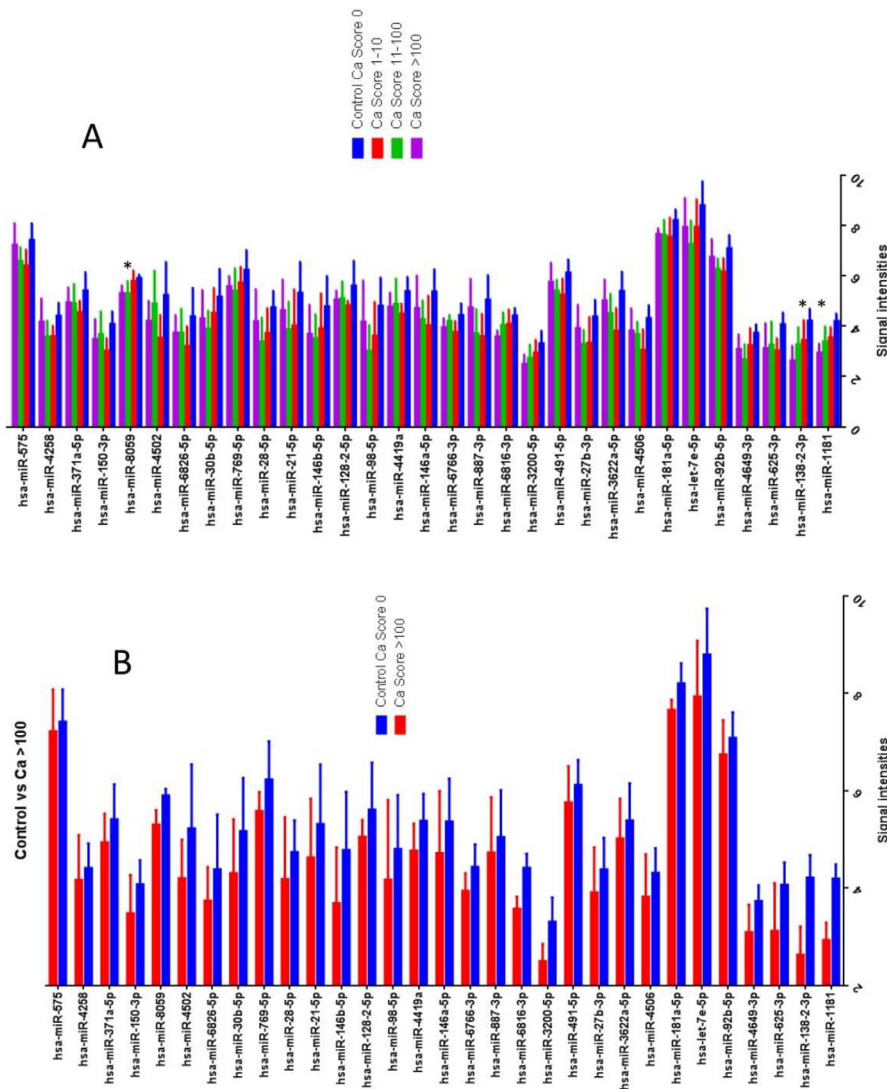 A
Control Ca Score 0
Ca Score 1-10
Ca Score 11-100
Ca Score >100
*
*
*
10
8
6
4
2
0
Signal intensities
hsa-miR-575
hsa-miR-4258
hsa-miR-371a-5p
hsa-miR-150-3p
hsa-miR-8059
hsa-miR-4502
hsa-miR-6826-5p
hsa-miR-30b-5p
hsa-miR-769-5p
hsa-miR-28-5p
hsa-miR-21-5p
hsa-miR-146b-5p
hsa-miR-128-2-5p
hsa-miR-98-5p
hsa-miR-4419a
hsa-miR-146a-5p
hsa-miR-6766-3p
hsa-miR-887-3p
hsa-miR-6816-3p
hsa-miR-3200-5p
hsa-miR-491-5p
hsa-miR-27b-3p
hsa-miR-3622a-5p
hsa-miR-4506
hsa-miR-181a-5p
hsa-let-7e-5p
hsa-miR-92b-5p
hsa-miR-4649-3p
hsa-miR-625-3p
hsa-miR-138-2-3p
hsa-miR-1181
B
Control vs Ca > 100
Control Ca Score 0
Ca Score >100
10
8
6
4
2
Signal intensities
hsa-miR-575
hsa-miR-4258
hsa-miR-371a-5p
hsa-miR-150-3p
hsa-miR-8059
hsa-miR-4502
hsa-miR-6826-5p
hsa-miR-30b-5p
hsa-miR-769-5p
hsa-miR-28-5p
hsa-miR-21-5p
hsa-miR-146b-5p
hsa-miR-128-2-5p
hsa-miR-98-5p
hsa-miR-4419a
hsa-miR-146a-5p
hsa-miR-6766-3p
hsa-miR-887-3p
hsa-miR-6816-3p
hsa-miR-3200-5p
hsa-miR-491-5p
hsa-miR-27b-3p
hsa-miR-3622a-5p
hsa-miR-4506
hsa-miR-181a-5p
hsa-let-7e-5p
hsa-miR-92b-5p
hsa-miR-4649-3p
hsa-miR-625-3p
hsa-miR-138-2-3p
hsa-miR-1181